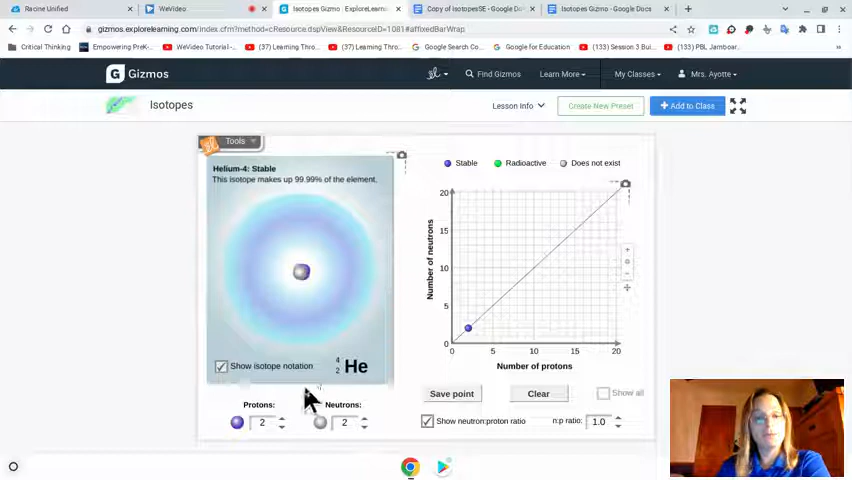 Racine Unified
WeVideo
Isotopes Gizmo : ExploreLearn
Copy of IsotopesSE - Google Do
Isotopes Gizmo - Google Docs
gizmos.explorelearning.com/index.cfm?method=cResource.dspView&ResourceID=1081#affixedBarWrap
Critical Thinking
Empowering PreK-...
WeVideo Tutorial -...
(37) Learning Thro...
(37) Learning Thro...
Google Search Co...
Google for Education
(133) Session 3 Buil...
(133) PBL Jamboar...
Gizmos
Find Gizmos
Learn More
My Classes
Mrs. Ayotte
Isotopes
Lesson Info
Create New Preset
+ Add to Class
Tools
Helium-4: Stable
This isotope makes up 99.99% of the element.
Show isotope notation
4
2 He
Protons:
2
Neutrons:
2
Stable
Radioactive
Does not exist
Number of neutrons
20
15
10
5
0
0 5 10 15 20
Number of protons
Save point
Clear
Show all
Show neutron:proton ratio
n:p ratio: 1.0